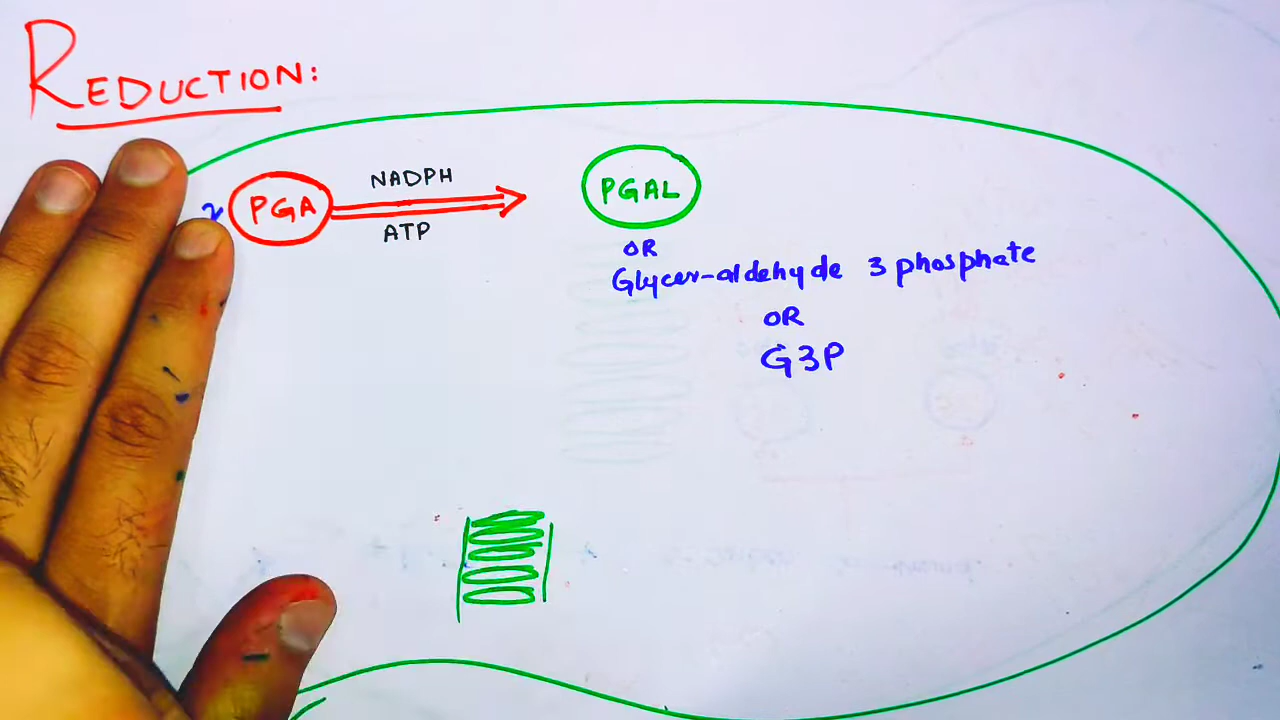 REDUCTION:
NADPH
2 PGA
ATP
PGAL
OR
Glycer-aldehyde 3 phosphate
OR
G3P